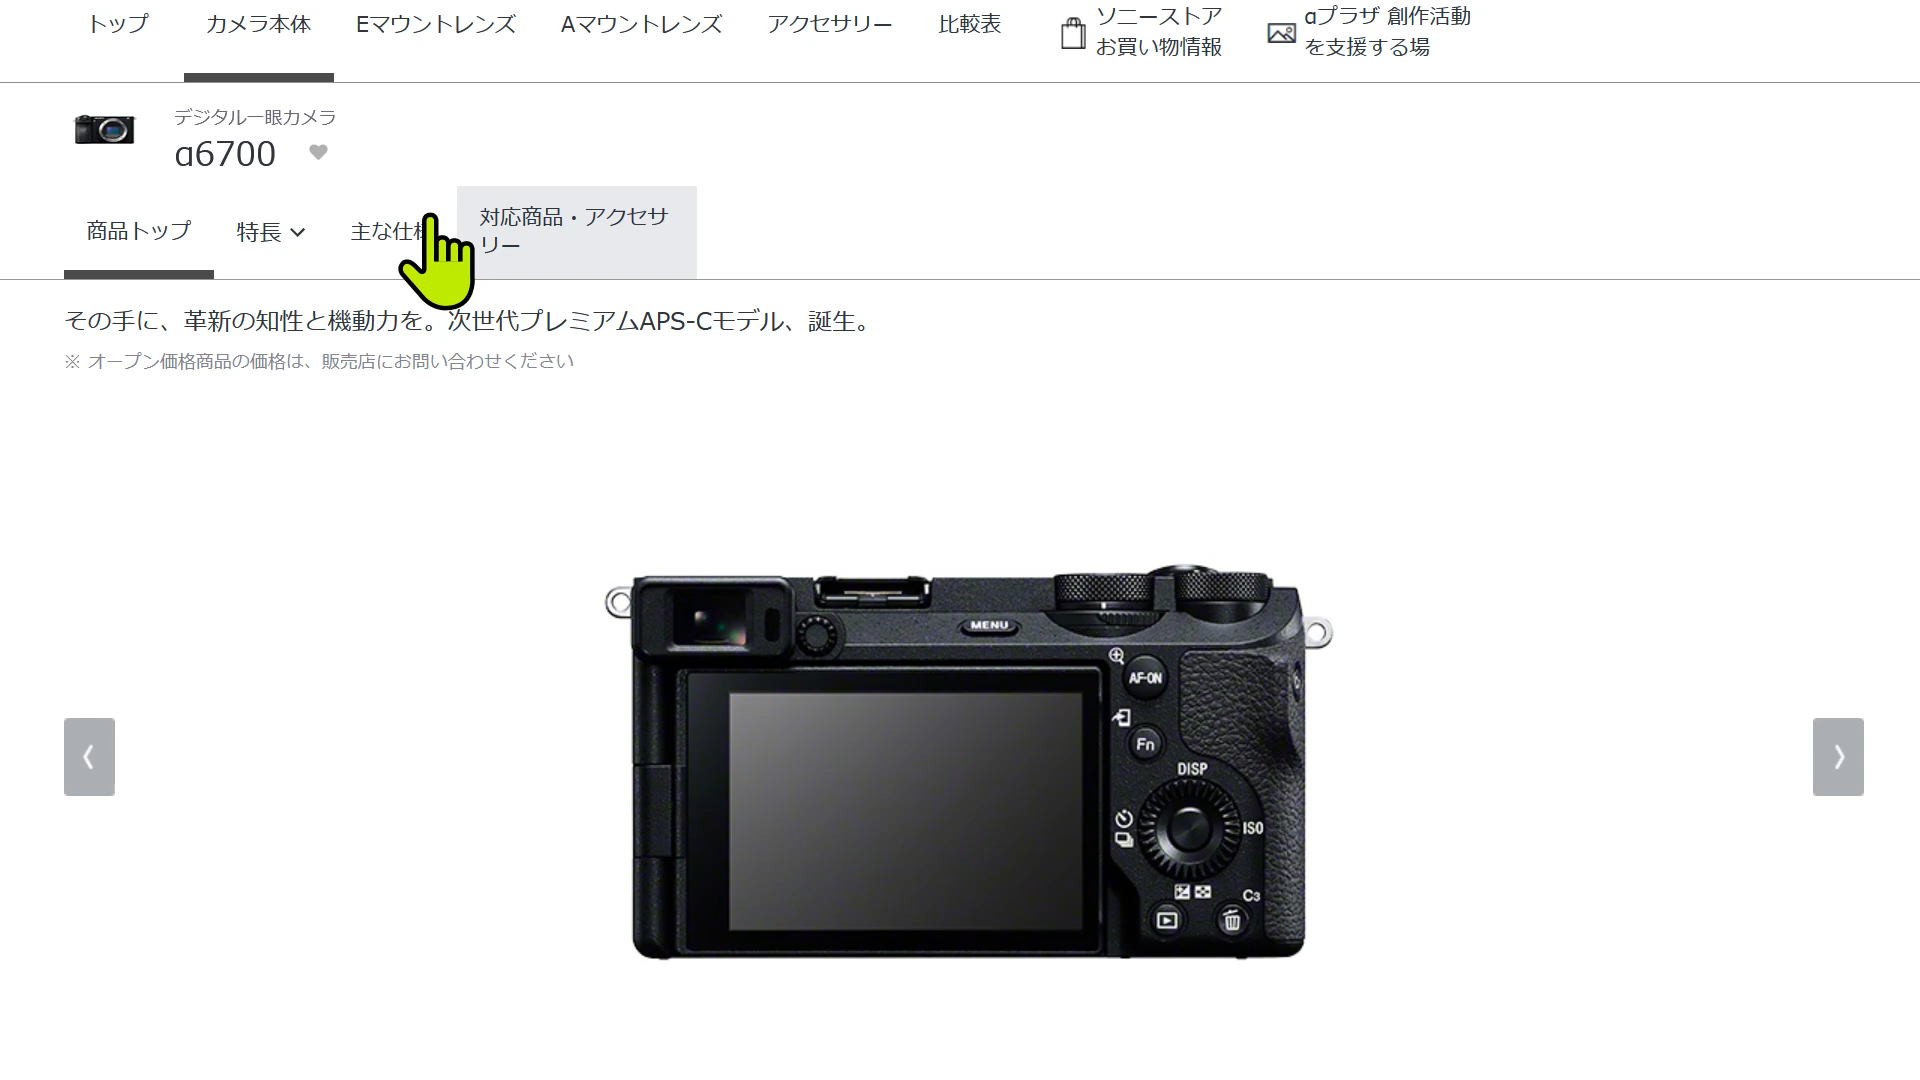 トップ
カメラ本体
Eマウントレンズ
Aマウントレンズ
アクセサリー
比較表
ソニーストア
お買い物情報
αプラザ 創作活動
を支援する場
デジタル一眼カメラ
α6700
商品トップ
特長
主な仕様
対応商品・アクセサ
リー
その手に、革新の知性と機動力を。次世代プレミアムAPS-Cモデル、誕生。
※ オープン価格商品の価格は、販売店にお問い合わせください
MENU
AF-ON
Fn
DISP
ISO
C3